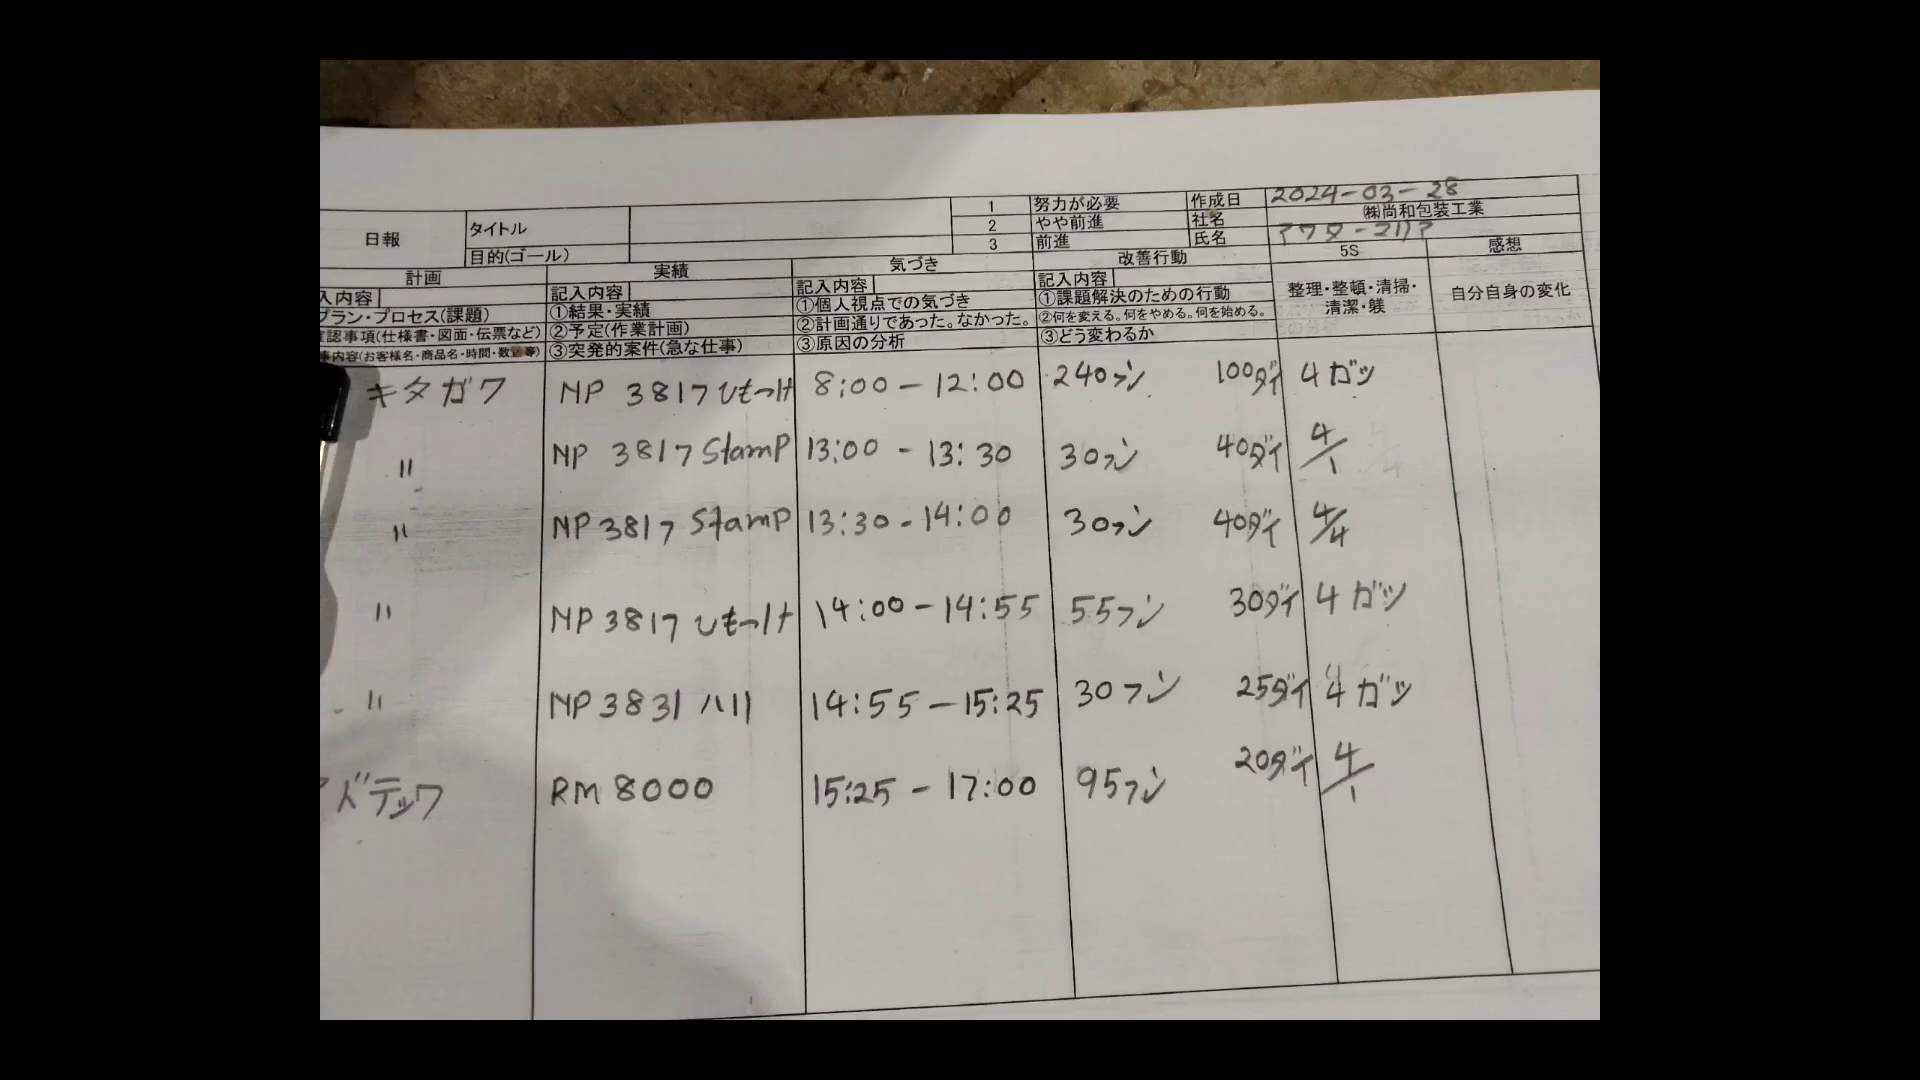 日報 タイトル 1 努力が必要 作成日 2024-03-28
2 やや前進 社名 ㈱尚和包装工業
目的(ゴール) 3 前進 氏名
計画 実績 気づき 改善行動 5S 感想
入内容 記入内容 記入内容 記入内容 整理・整頓・清掃・ 自分自身の変化
プラン・プロセス(課題) ①結果・実績 ①個人視点での気づき ①課題解決のための行動 清潔・躾
認事項(仕様書・図面・伝票など) ②予定(作業計画) ②計画通りであった。なかった。 ②何を変える。何をやめる。何を始める。
事内容(お客様名・商品名・時間・数 等) ③突発的案件(急な仕事) ③原因の分析 ③どう変わるか
キタガワ NP 3817 ひもつけ 8:00 - 12:00 240フン 100ダイ 4ガツ
〃 NP 3817 StamP 13:00 - 13:30 30フン 40ダイ 4/1
〃 NP 3817 StamP 13:30 - 14:00 30フン 40ダイ 4/4
〃 NP 3817 ひもつけ 14:00 - 14:55 55フン 30ダイ 4ガツ
〃 NP 3831 ハリ 14:55 - 15:25 30フン 25ダイ 4ガツ
アドテック RM 8000 15:25 - 17:00 95フン 20ダイ 4/1